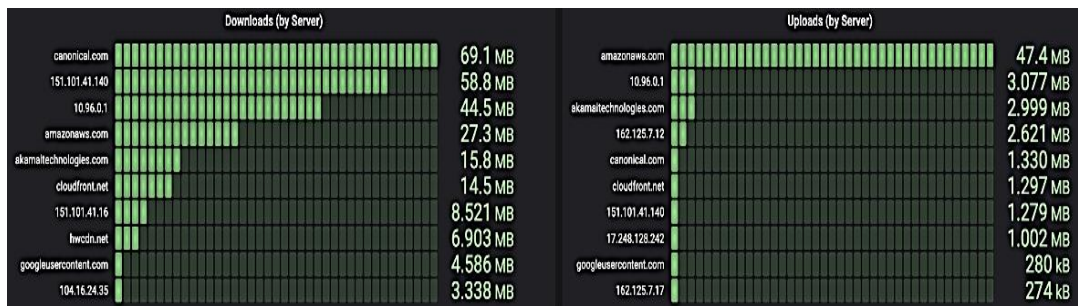 Downloads (by Server)
canonical.com 69.1 MB
151.101.41.140 58.8 MB
10.96.0.1 44.5 MB
amazonaws.com 27.3 MB
akamaitechnologies.com 15.8 MB
cloudfront.net 14.5 MB
151.101.41.16 8.521 MB
hwcdn.net 6.903 MB
googleusercontent.com 4.586 MB
104.16.24.35 3.338 MB
Uploads (by Server)
amazonaws.com 47.4 MB
10.96.0.1 3.077 MB
akamaitechnologies.com 2.999 MB
162.125.7.12 2.621 MB
canonical.com 1.330 MB
cloudfront.net 1.297 MB
151.101.41.140 1.279 MB
17.248.128.242 1.002 MB
googleusercontent.com 280 kB
162.125.7.17 274 kB